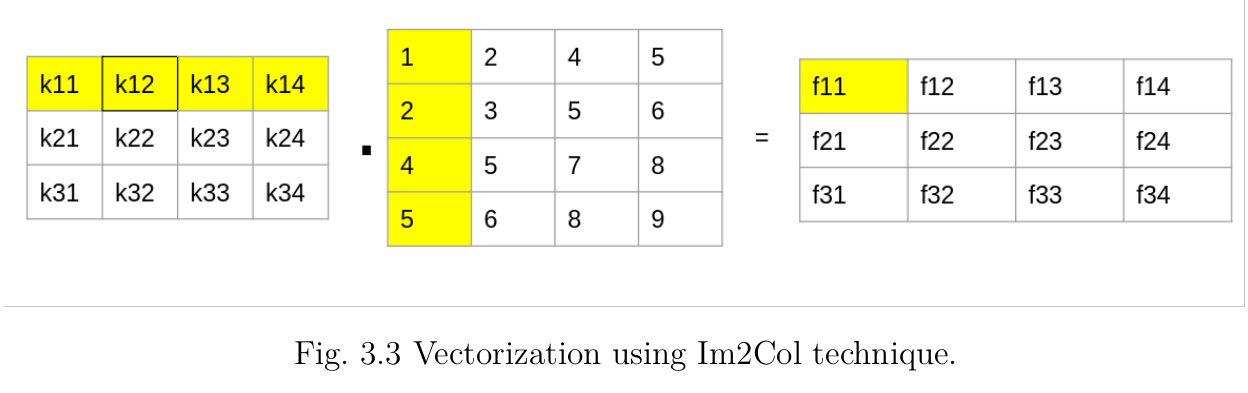 k11 k12 k13 k14
k21 k22 k23 k24
k31 k32 k33 k34
.
1 2 4 5
2 3 5 6
4 5 7 8
5 6 8 9
=
f11 f12 f13 f14
f21 f22 f23 f24
f31 f32 f33 f34
Fig. 3.3 Vectorization using Im2Col technique.